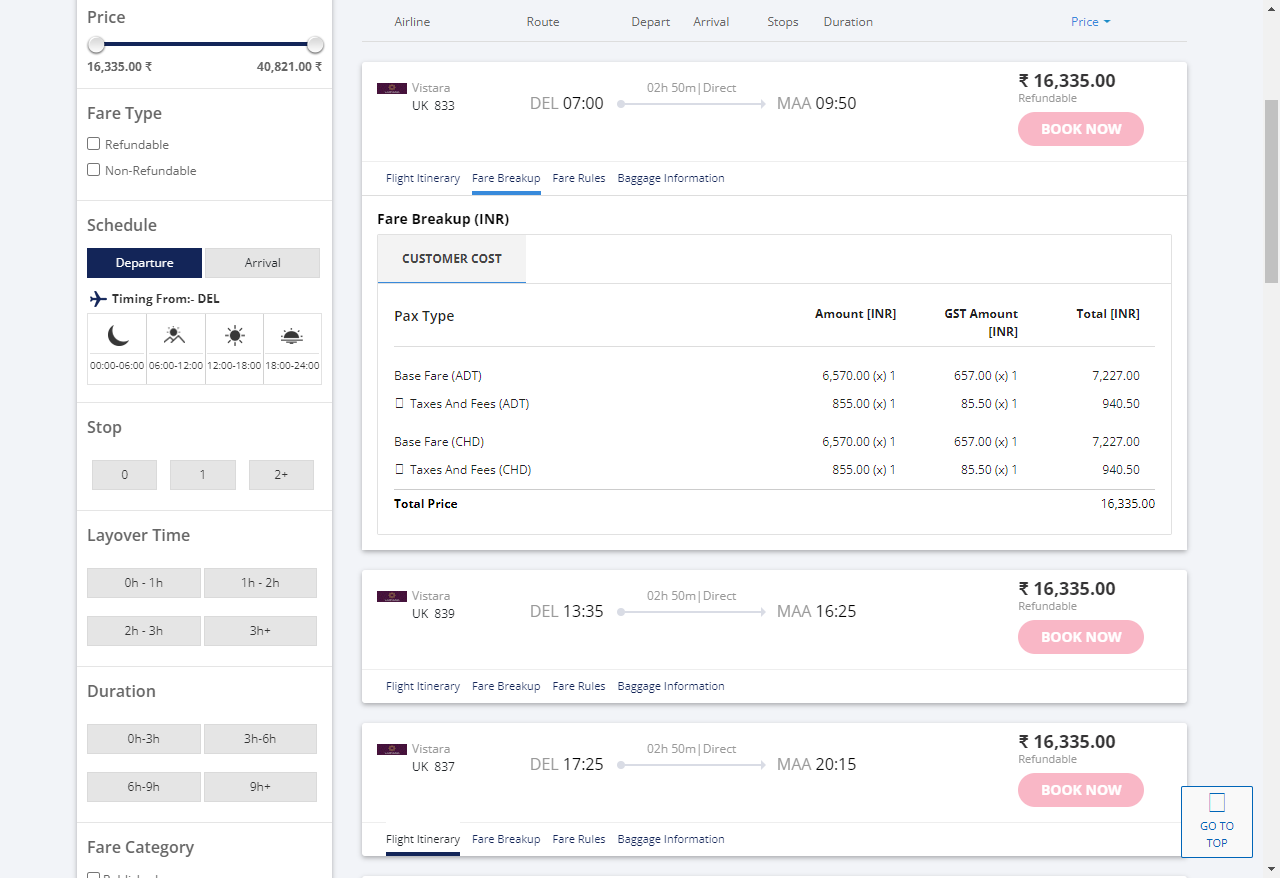 Price
16,335.00 ₹ 40,821.00 ₹
Fare Type
Refundable
Non-Refundable
Schedule
Departure Arrival
Timing From:- DEL
00:00-06:00 06:00-12:00 12:00-18:00 18:00-24:00
Stop
0 1 2+
Layover Time
0h - 1h 1h - 2h
2h - 3h 3h+
Duration
0h-3h 3h-6h
6h-9h 9h+
Fare Category
Airline Route Depart Arrival Stops Duration Price
Vistara
UK 833
DEL 07:00
02h 50m|Direct
MAA 09:50
₹ 16,335.00
Refundable
BOOK NOW
Flight Itinerary Fare Breakup Fare Rules Baggage Information
Fare Breakup (INR)
CUSTOMER COST
Pax Type Amount [INR] GST Amount [INR] Total [INR]
Base Fare (ADT) 6,570.00 (x) 1 657.00 (x) 1 7,227.00
Taxes And Fees (ADT) 855.00 (x) 1 85.50 (x) 1 940.50
Base Fare (CHD) 6,570.00 (x) 1 657.00 (x) 1 7,227.00
Taxes And Fees (CHD) 855.00 (x) 1 85.50 (x) 1 940.50
Total Price 16,335.00
Vistara
UK 839
DEL 13:35
02h 50m|Direct
MAA 16:25
₹ 16,335.00
Refundable
BOOK NOW
Flight Itinerary Fare Breakup Fare Rules Baggage Information
Vistara
UK 837
DEL 17:25
02h 50m|Direct
MAA 20:15
₹ 16,335.00
Refundable
BOOK NOW
Flight Itinerary Fare Breakup Fare Rules Baggage Information
GO TO
TOP